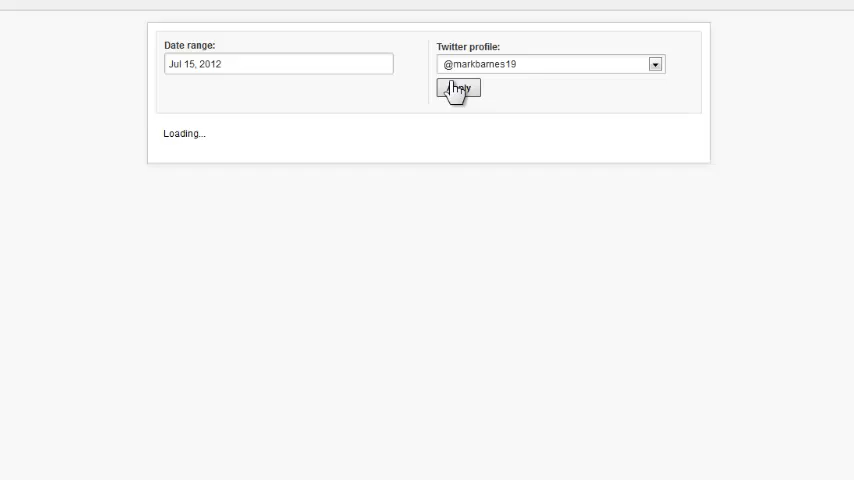 Date range:
Jul 15, 2012
Twitter profile:
@markbarnes19
Loading...